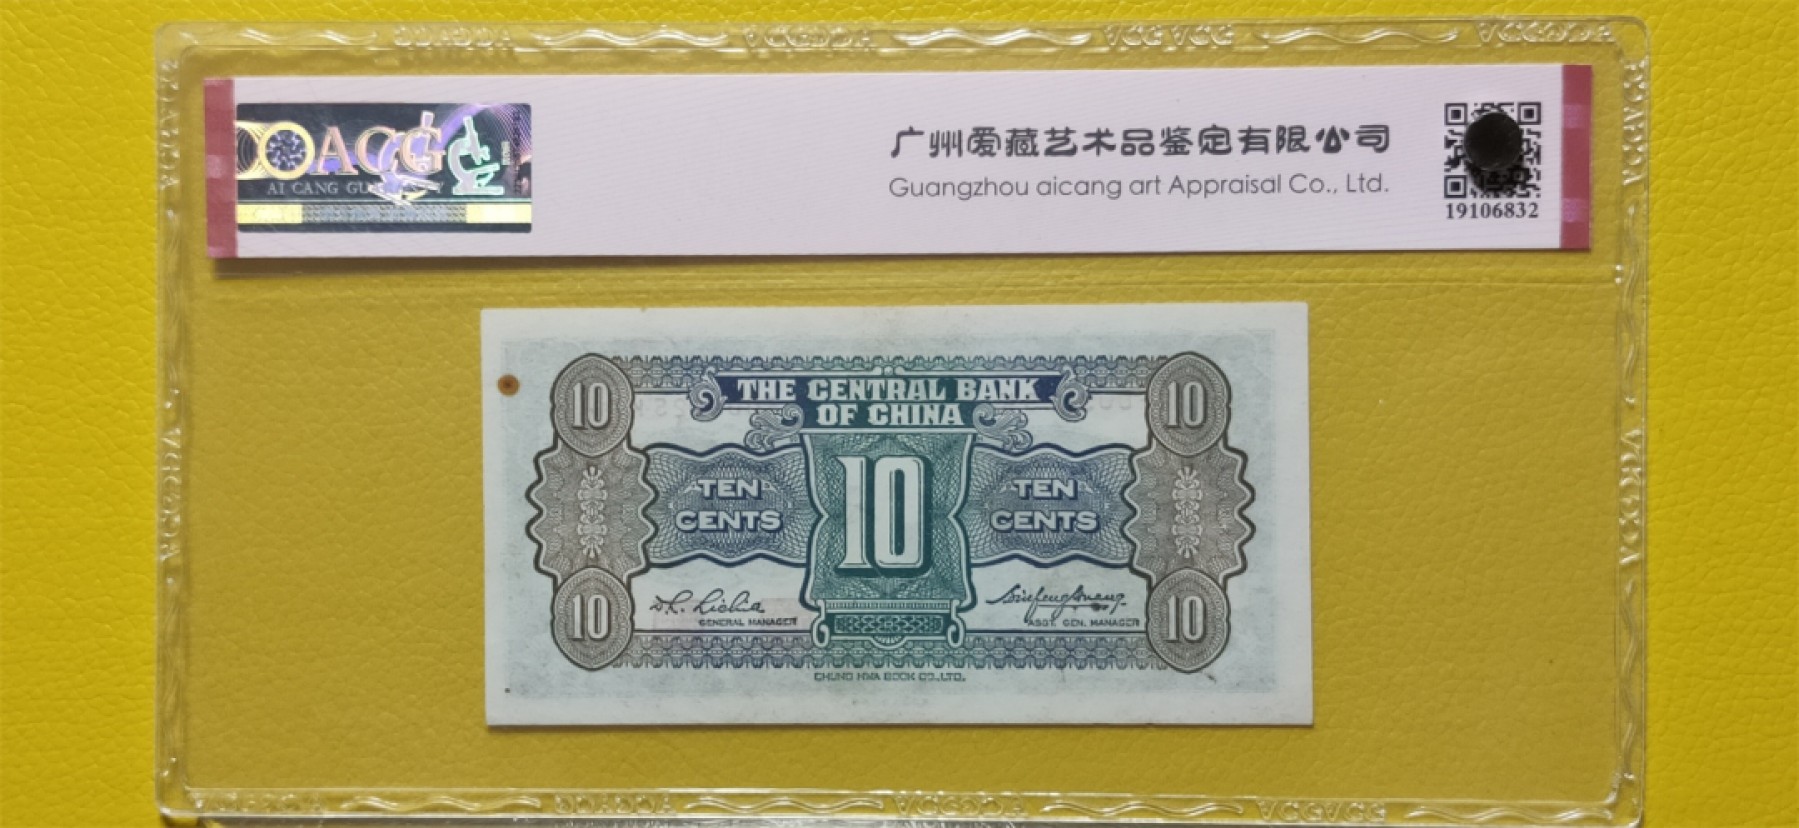 ACG
AI CANG
广州爱藏艺术品鉴定有限公司
Guangzhou aicang art Appraisal Co., Ltd.
19106832
THE CENTRAL BANK
OF CHINA
10
10
10
TEN
CENTS
TEN
CENTS
GENERAL MANAGER
ASST. GEN. MANAGER
10
10
CHUNG HWA BOOK CO., LTD.